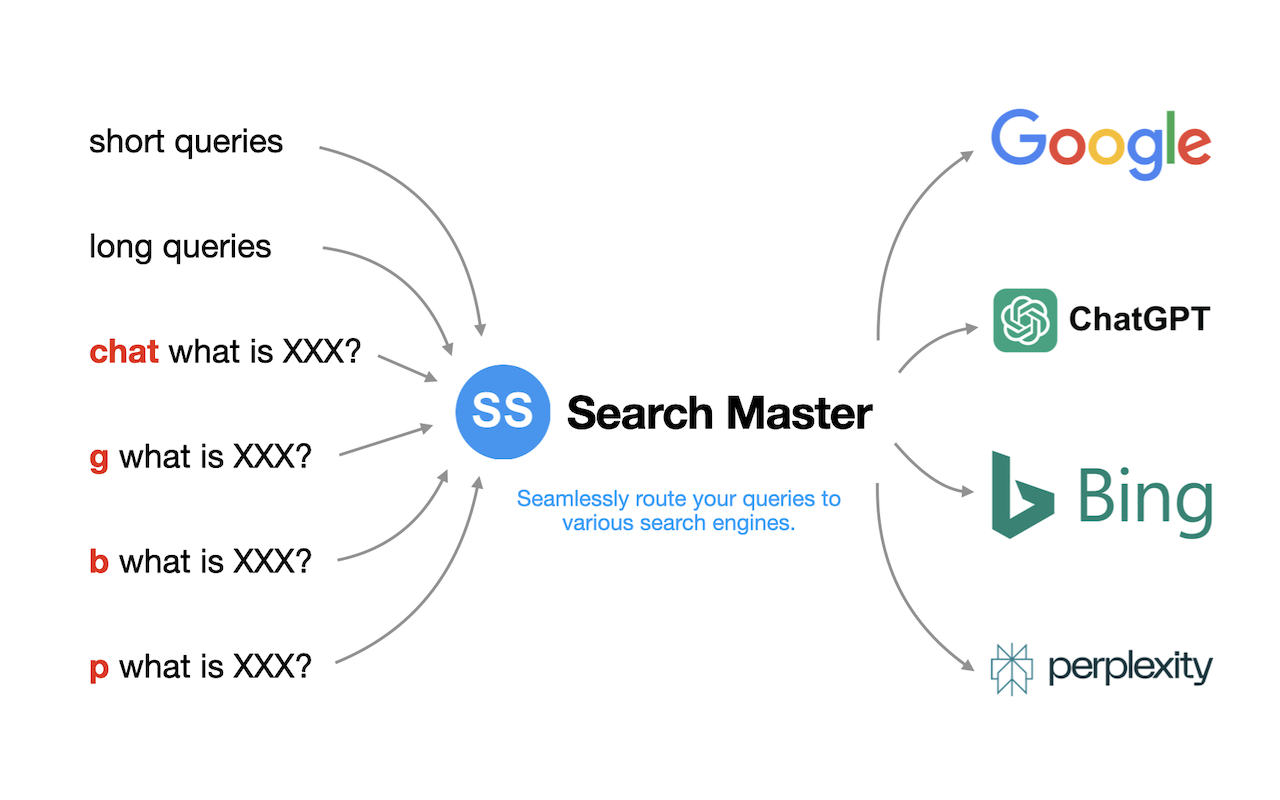 short queries
long queries
chat what is XXX?
g what is XXX?
b what is XXX?
p what is XXX?
SS Search Master
Seamlessly route your queries to
various search engines.
Google
ChatGPT
Bing
perplexity